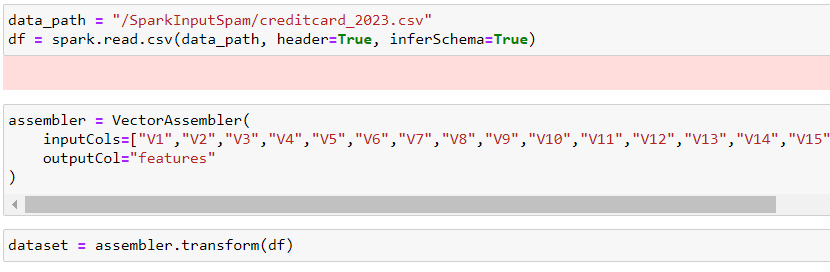 data_path = "/SparkInputSpam/creditcard_2023.csv"
df = spark.read.csv(data_path, header=True, inferSchema=True)
assembler = VectorAssembler(
    inputCols=["V1","V2","V3","V4","V5","V6","V7","V8","V9","V10","V11","V12","V13","V14","V15"
    outputCol="features"
)
dataset = assembler.transform(df)